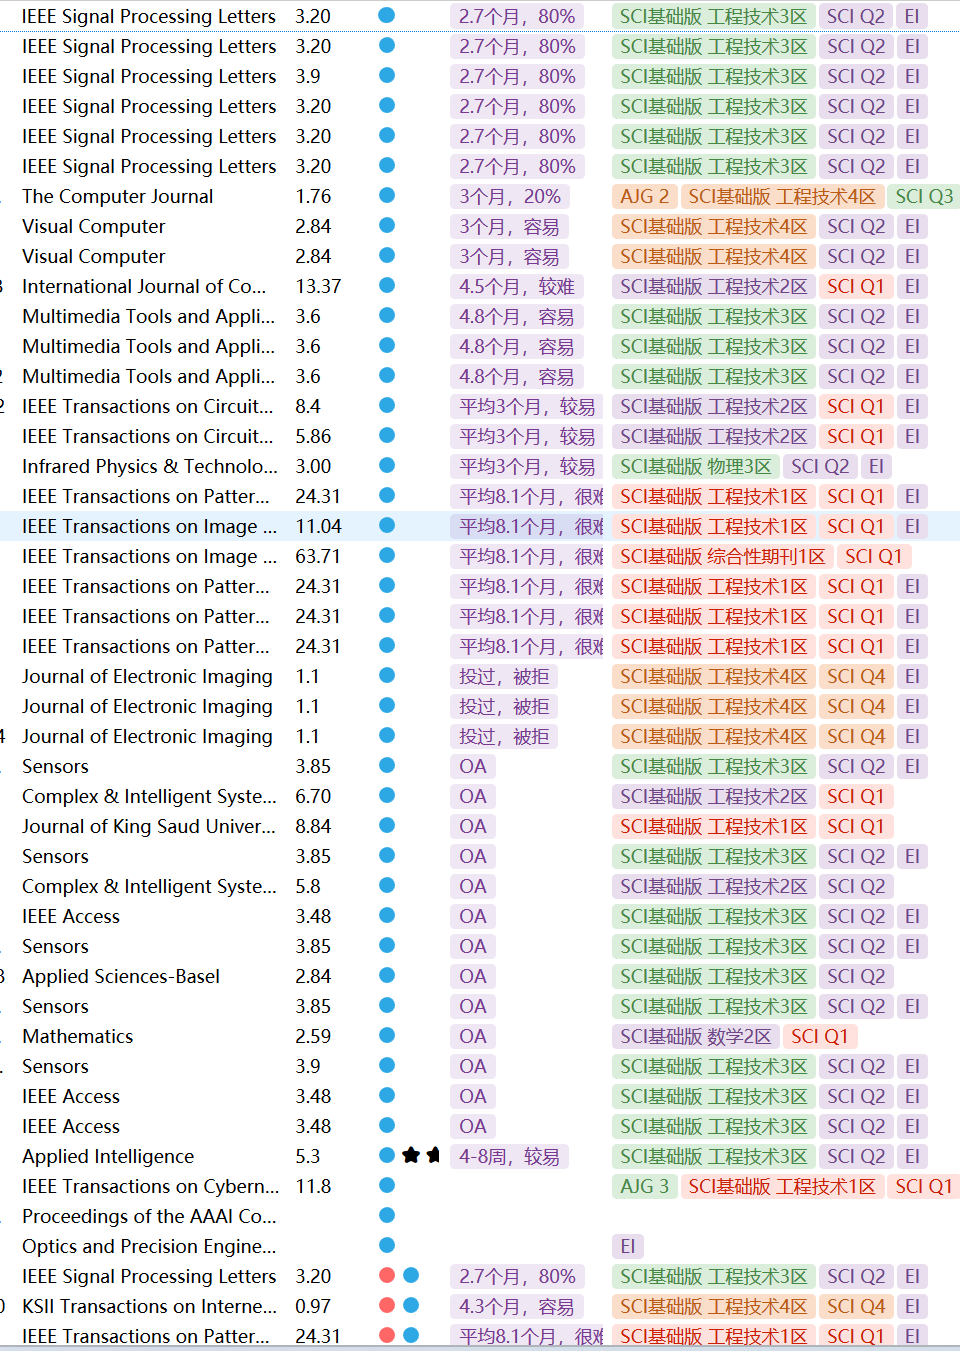 IEEE Signal Processing Letters 3.20 2.7个月，80% SCI基础版 工程技术3区 SCI Q2 EI
IEEE Signal Processing Letters 3.20 2.7个月，80% SCI基础版 工程技术3区 SCI Q2 EI
IEEE Signal Processing Letters 3.9 2.7个月，80% SCI基础版 工程技术3区 SCI Q2 EI
IEEE Signal Processing Letters 3.20 2.7个月，80% SCI基础版 工程技术3区 SCI Q2 EI
IEEE Signal Processing Letters 3.20 2.7个月，80% SCI基础版 工程技术3区 SCI Q2 EI
IEEE Signal Processing Letters 3.20 2.7个月，80% SCI基础版 工程技术3区 SCI Q2 EI
The Computer Journal 1.76 3个月，20% AJG 2 SCI基础版 工程技术4区 SCI Q3
Visual Computer 2.84 3个月，容易 SCI基础版 工程技术4区 SCI Q2 EI
Visual Computer 2.84 3个月，容易 SCI基础版 工程技术4区 SCI Q2 EI
International Journal of Co... 13.37 4.5个月，较难 SCI基础版 工程技术2区 SCI Q1 EI
Multimedia Tools and Appli... 3.6 4.8个月，容易 SCI基础版 工程技术3区 SCI Q2 EI
Multimedia Tools and Appli... 3.6 4.8个月，容易 SCI基础版 工程技术3区 SCI Q2 EI
Multimedia Tools and Appli... 3.6 4.8个月，容易 SCI基础版 工程技术3区 SCI Q2 EI
2 IEEE Transactions on Circuit... 8.4 平均3个月，较易 SCI基础版 工程技术2区 SCI Q1 EI
IEEE Transactions on Circuit... 5.86 平均3个月，较易 SCI基础版 工程技术2区 SCI Q1 EI
Infrared Physics & Technolo... 3.00 平均3个月，较易 SCI基础版 物理3区 SCI Q2 EI
IEEE Transactions on Patter... 24.31 平均8.1个月，很难 SCI基础版 工程技术1区 SCI Q1 EI
IEEE Transactions on Image ... 11.04 平均8.1个月，很难 SCI基础版 工程技术1区 SCI Q1 EI
IEEE Transactions on Image ... 63.71 平均8.1个月，很难 SCI基础版 综合性期刊1区 SCI Q1
IEEE Transactions on Patter... 24.31 平均8.1个月，很难 SCI基础版 工程技术1区 SCI Q1 EI
IEEE Transactions on Patter... 24.31 平均8.1个月，很难 SCI基础版 工程技术1区 SCI Q1 EI
IEEE Transactions on Patter... 24.31 平均8.1个月，很难 SCI基础版 工程技术1区 SCI Q1 EI
Journal of Electronic Imaging 1.1 投过，被拒 SCI基础版 工程技术4区 SCI Q4 EI
Journal of Electronic Imaging 1.1 投过，被拒 SCI基础版 工程技术4区 SCI Q4 EI
4 Journal of Electronic Imaging 1.1 投过，被拒 SCI基础版 工程技术4区 SCI Q4 EI
Sensors 3.85 OA SCI基础版 工程技术3区 SCI Q2 EI
Complex & Intelligent Syste... 6.70 OA SCI基础版 工程技术2区 SCI Q1
Journal of King Saud Univer... 8.84 OA SCI基础版 工程技术1区 SCI Q1
Sensors 3.85 OA SCI基础版 工程技术3区 SCI Q2 EI
Complex & Intelligent Syste... 5.8 OA SCI基础版 工程技术2区 SCI Q2
IEEE Access 3.48 OA SCI基础版 工程技术3区 SCI Q2 EI
Sensors 3.85 OA SCI基础版 工程技术3区 SCI Q2 EI
Applied Sciences-Basel 2.84 OA SCI基础版 工程技术3区 SCI Q2
Sensors 3.85 OA SCI基础版 工程技术3区 SCI Q2 EI
Mathematics 2.59 OA SCI基础版 数学2区 SCI Q1
Sensors 3.9 OA SCI基础版 工程技术3区 SCI Q2 EI
IEEE Access 3.48 OA SCI基础版 工程技术3区 SCI Q2 EI
IEEE Access 3.48 OA SCI基础版 工程技术3区 SCI Q2 EI
Applied Intelligence 5.3 4-8周，较易 SCI基础版 工程技术3区 SCI Q2 EI
IEEE Transactions on Cybern... 11.8 AJG 3 SCI基础版 工程技术1区 SCI Q1
Proceedings of the AAAI Co...
Optics and Precision Engine... EI
IEEE Signal Processing Letters 3.20 2.7个月，80% SCI基础版 工程技术3区 SCI Q2 EI
KSII Transactions on Interne... 0.97 4.3个月，容易 SCI基础版 工程技术4区 SCI Q4 EI
IEEE Transactions on Patter... 24.31 平均8.1个月，很难 SCI基础版 工程技术1区 SCI Q1 EI